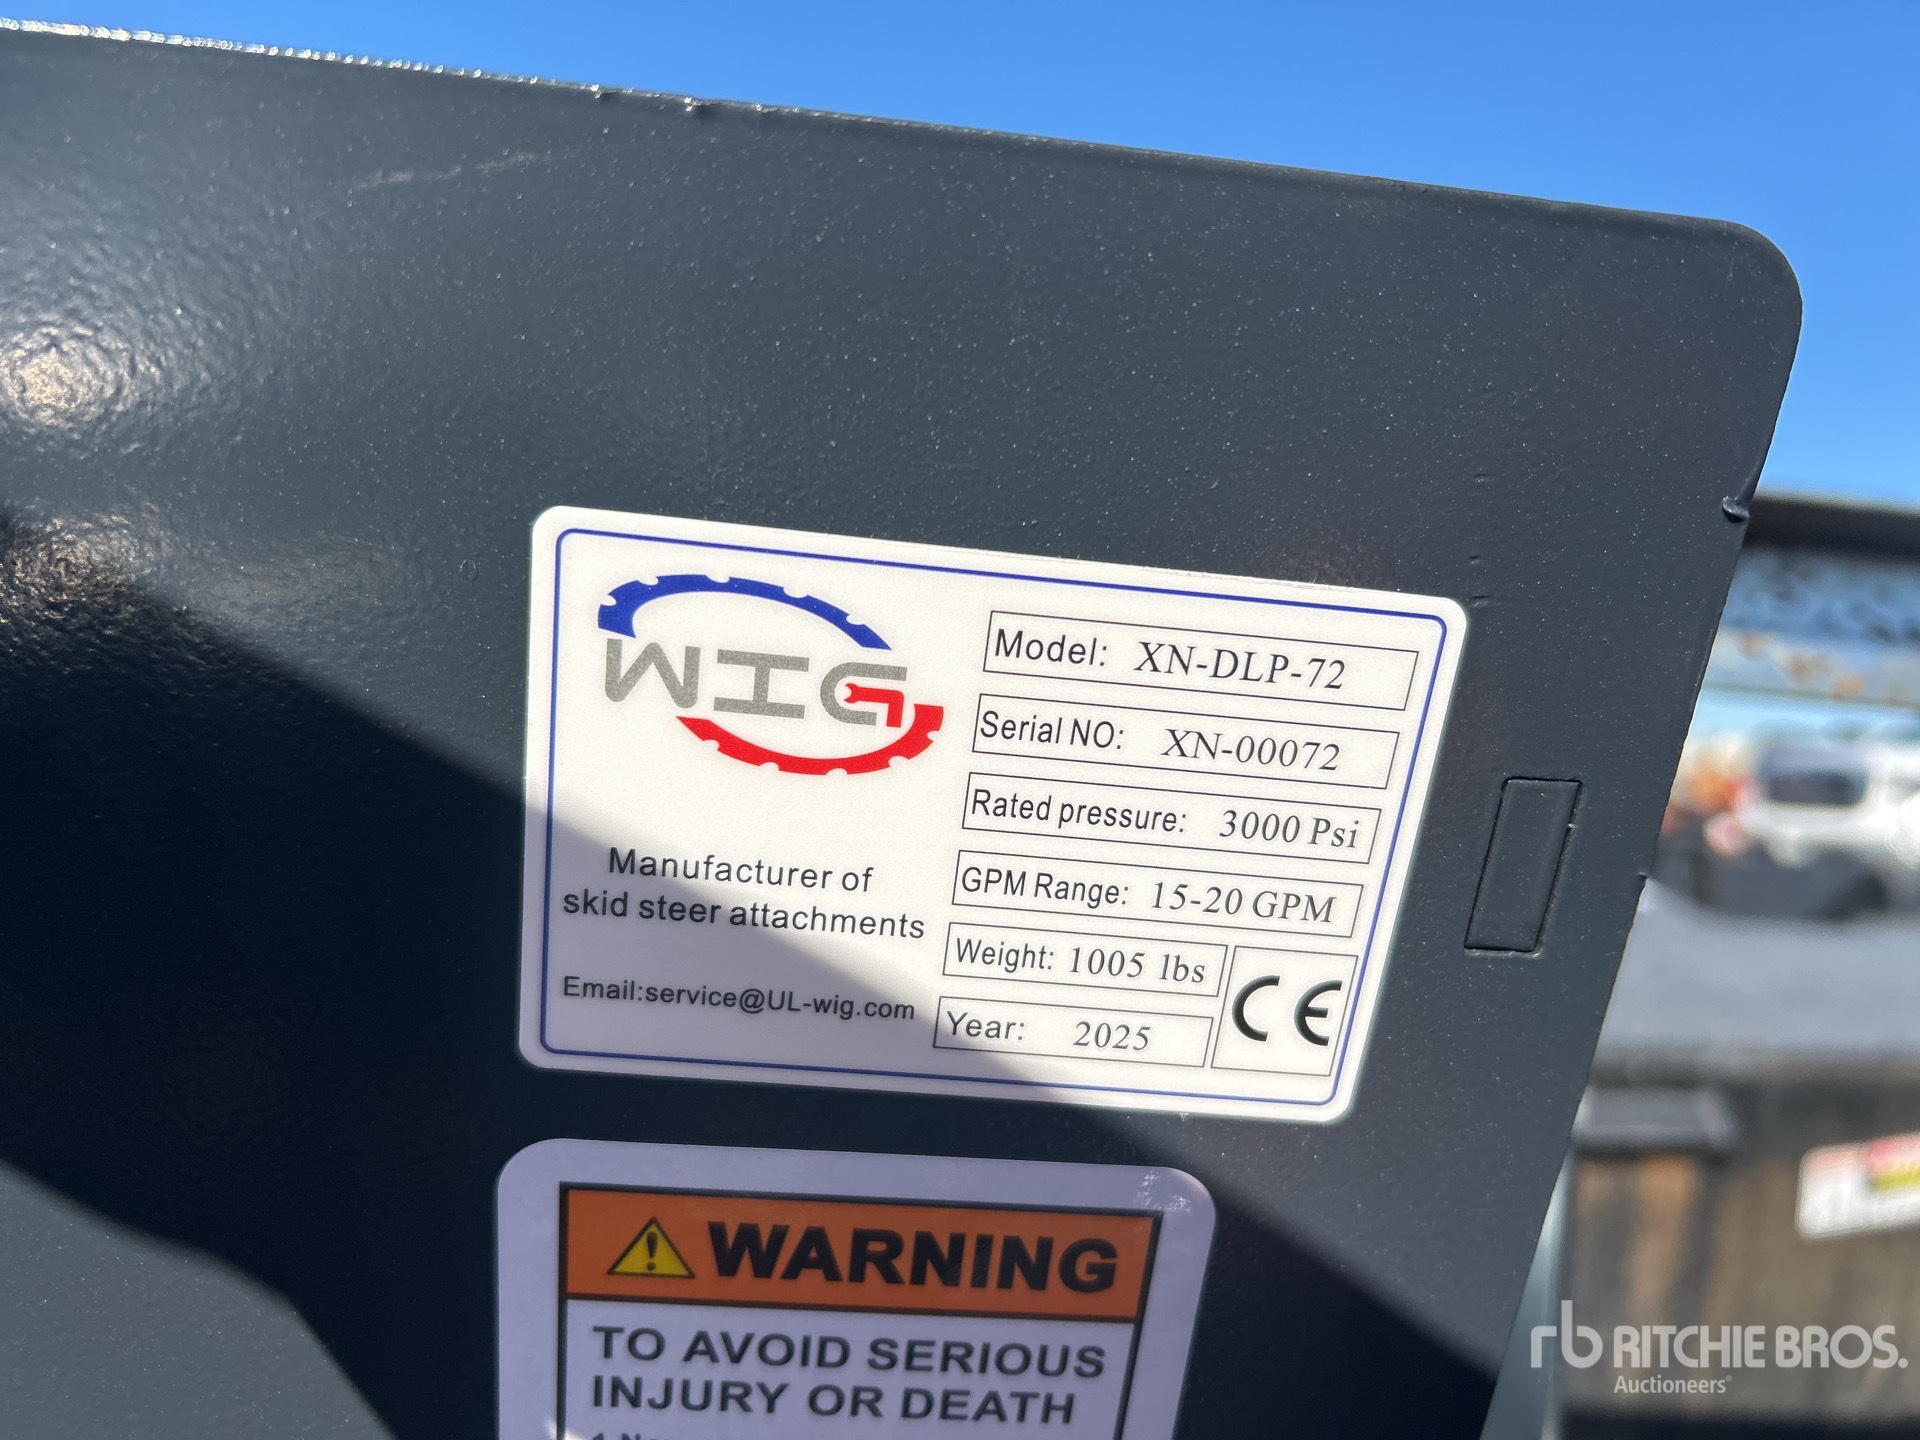 WIG
Manufacturer of
skid steer attachments
Email:service@UL-wig.com
Model: XN-DLP-72
Serial NO: XN-00072
Rated pressure: 3000 Psi
GPM Range: 15-20 GPM
Weight: 1005 lbs
Year: 2025
CE
WARNING
TO AVOID SERIOUS
INJURY OR DEATH
rb RITCHIE BROS.
Auctioneers